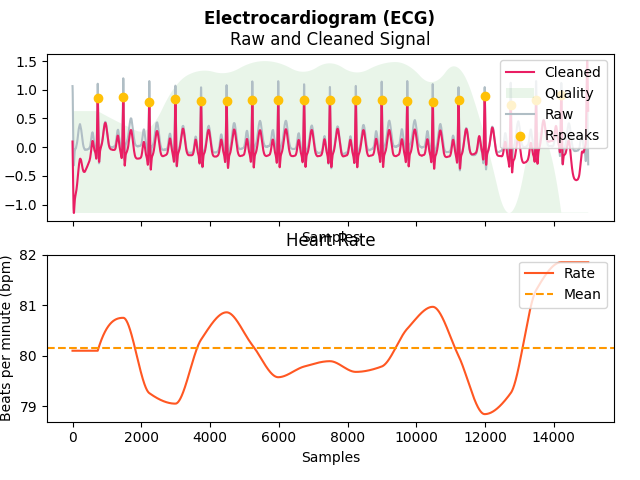 Electrocardiogram (ECG)
Raw and Cleaned Signal
1.5
1.0
0.5
0.0
−0.5
−1.0
Cleaned
Quality
Raw
R-peaks
Samples
Heart Rate
Beats per minute (bpm)
82
81
80
79
Rate
Mean
0 2000 4000 6000 8000 10000 12000 14000
Samples